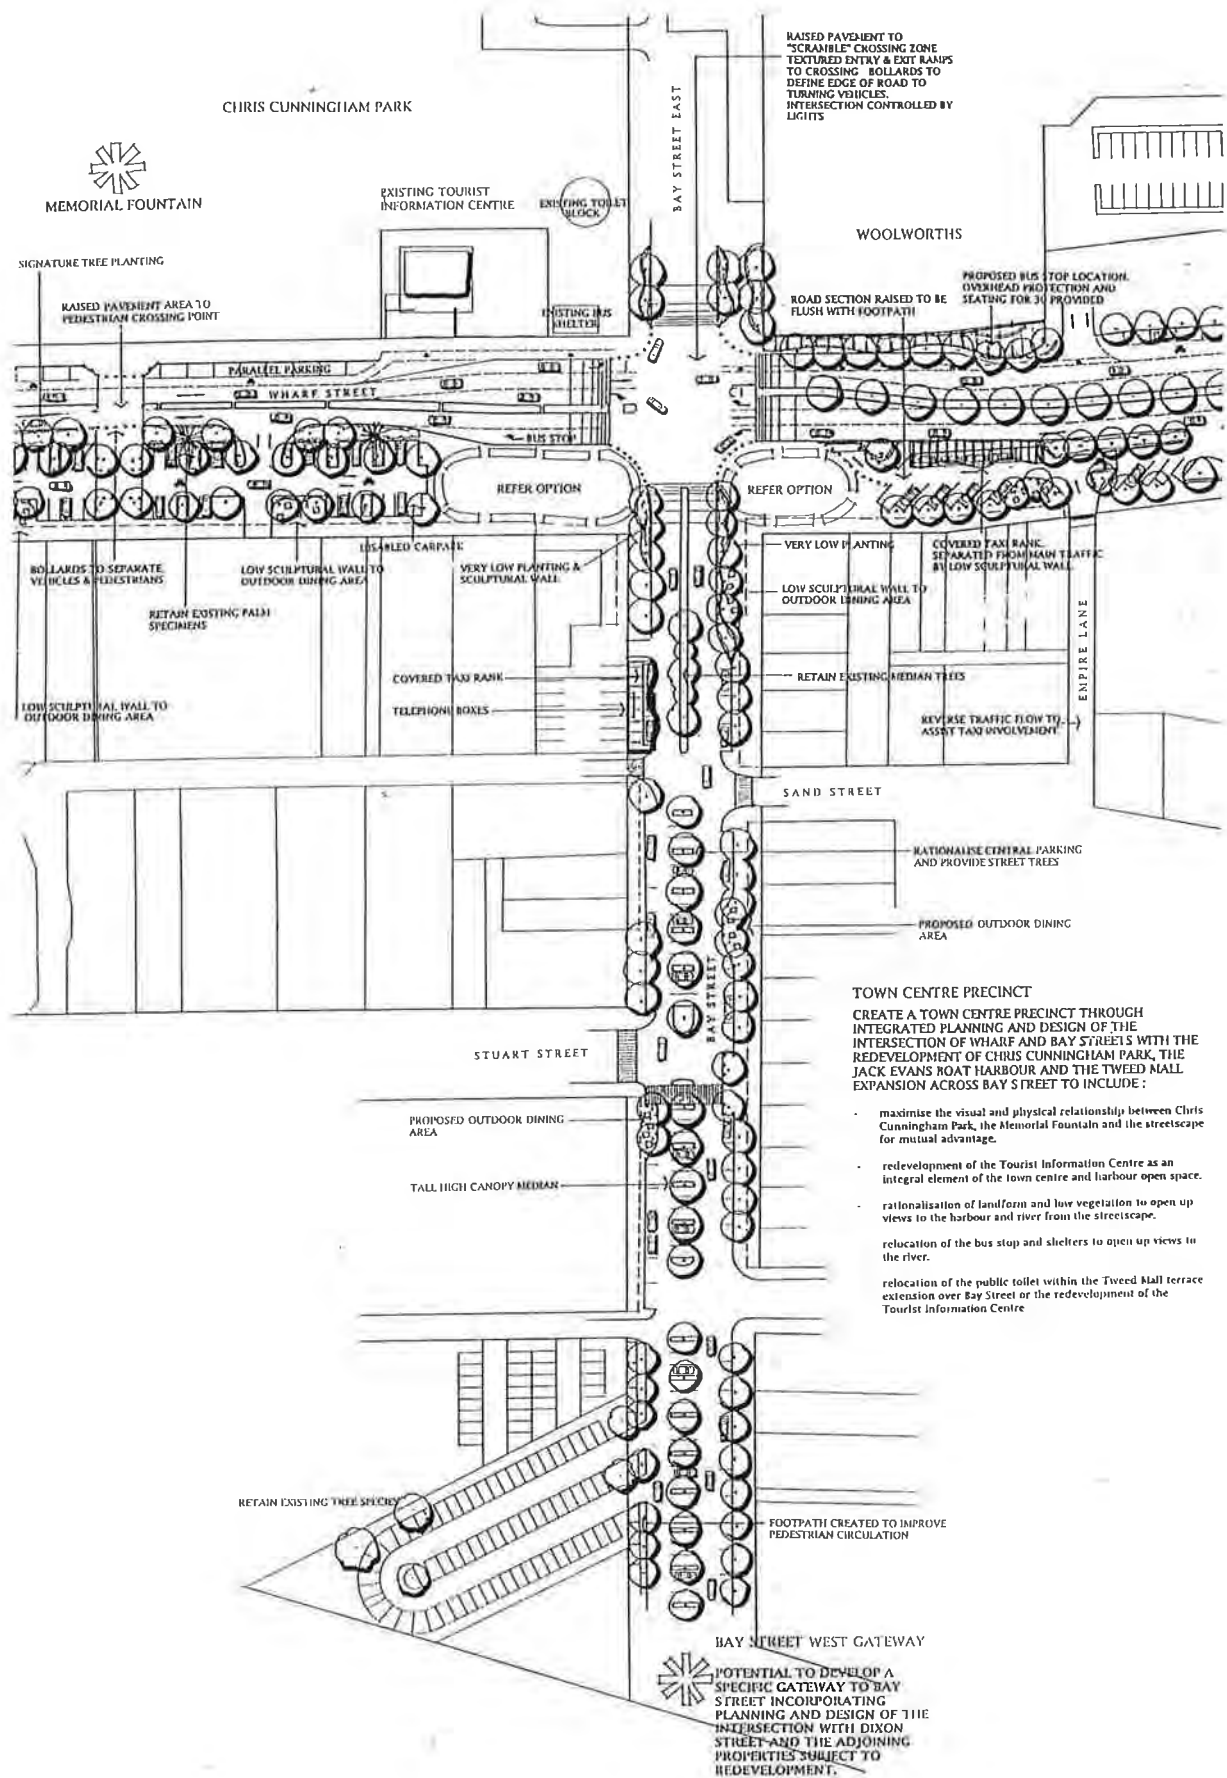 RAISED PAVEMENT TO
"SCRAMBLE" CROSSING ZONE
TEXTURED ENTRY & EXIT RAMPS
TO CROSSING BOLLARDS TO
DEFINE EDGE OF ROAD TO
TURNING VEHICLES.
INTERSECTION CONTROLLED BY
LIGHTS
CHRIS CUNNINGHAM PARK
BAY STREET EAST
MEMORIAL FOUNTAIN
EXISTING TOURIST
INFORMATION CENTRE
EXISTING TOILET
BLOCK
WOOLWORTHS
SIGNATURE TREE PLANTING
RAISED PAVEMENT AREA TO
PEDESTRIAN CROSSING POINT
EXISTING BUS
SHELTER
ROAD SECTION RAISED TO BE
FLUSH WITH FOOTPATH
PROPOSED BUS STOP LOCATION.
OVERHEAD PROTECTION AND
SEATING FOR 30 PROVIDED
PARALLEL PARKING
WHARF STREET
BUS STOP
REFER OPTION
REFER OPTION
DISABLED CARPARK
BOLLARDS TO SEPARATE
VEHICLES & PEDESTRIANS
LOW SCULPTURAL WALL TO
OUTDOOR DINING AREA
VERY LOW PLANTING &
SCULPTURAL WALL
VERY LOW PLANTING
COVERED TAXI RANK.
SEPARATED FROM MAIN TRAFFIC
BY LOW SCULPTURAL WALL
LOW SCULPTURAL WALL TO
OUTDOOR DINING AREA
RETAIN EXISTING PALM
SPECIMENS
EMPIRE LANE
COVERED TAXI RANK
RETAIN EXISTING MEDIAN TREES
TELEPHONE BOXES
LOW SCULPTURAL WALL TO
OUTDOOR DINING AREA
REVERSE TRAFFIC FLOW TO
ASSIST TAXI INVOLVEMENT.
SAND STREET
RATIONALISE CENTRAL PARKING
AND PROVIDE STREET TREES
PROPOSED OUTDOOR DINING
AREA
BAY STREET
STUART STREET
TOWN CENTRE PRECINCT
CREATE A TOWN CENTRE PRECINCT THROUGH
INTEGRATED PLANNING AND DESIGN OF THE
INTERSECTION OF WHARF AND BAY STREETS WITH THE
REDEVELOPMENT OF CHRIS CUNNINGHAM PARK, THE
JACK EVANS BOAT HARBOUR AND THE TWEED MALL
EXPANSION ACROSS BAY STREET TO INCLUDE :
- maximise the visual and physical relationship between Chris
Cunningham Park, the Memorial Fountain and the streetscape
for mutual advantage.
- redevelopment of the Tourist Information Centre as an
integral element of the town centre and harbour open space.
- rationalisation of landform and low vegetation to open up
views to the harbour and river from the streetscape.
relocation of the bus stop and shelters to open up views to
the river.
relocation of the public toilet within the Tweed Mall terrace
extension over Bay Street or the redevelopment of the
Tourist Information Centre
PROPOSED OUTDOOR DINING
AREA
TALL HIGH CANOPY MEDIAN
RETAIN EXISTING TREE SPECIES
FOOTPATH CREATED TO IMPROVE
PEDESTRIAN CIRCULATION
BAY STREET WEST GATEWAY
POTENTIAL TO DEVELOP A
SPECIFIC GATEWAY TO BAY
STREET INCORPORATING
PLANNING AND DESIGN OF THE
INTERSECTION WITH DIXON
STREET AND THE ADJOINING
PROPERTIES SUBJECT TO
REDEVELOPMENT.